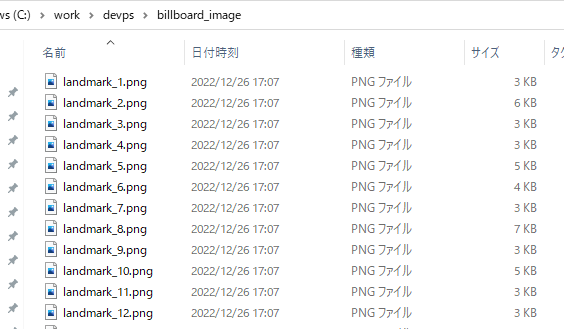 ws (C:) > work > devps > billboard_image
名前 日付時刻 種類 サイズ
landmark_1.png 2022/12/26 17:07 PNG ファイル 3 KB
landmark_2.png 2022/12/26 17:07 PNG ファイル 6 KB
landmark_3.png 2022/12/26 17:07 PNG ファイル 3 KB
landmark_4.png 2022/12/26 17:07 PNG ファイル 3 KB
landmark_5.png 2022/12/26 17:07 PNG ファイル 5 KB
landmark_6.png 2022/12/26 17:07 PNG ファイル 4 KB
landmark_7.png 2022/12/26 17:07 PNG ファイル 3 KB
landmark_8.png 2022/12/26 17:07 PNG ファイル 7 KB
landmark_9.png 2022/12/26 17:07 PNG ファイル 3 KB
landmark_10.png 2022/12/26 17:07 PNG ファイル 5 KB
landmark_11.png 2022/12/26 17:07 PNG ファイル 3 KB
landmark_12.png 2022/12/26 17:07 PNG ファイル 3 KB